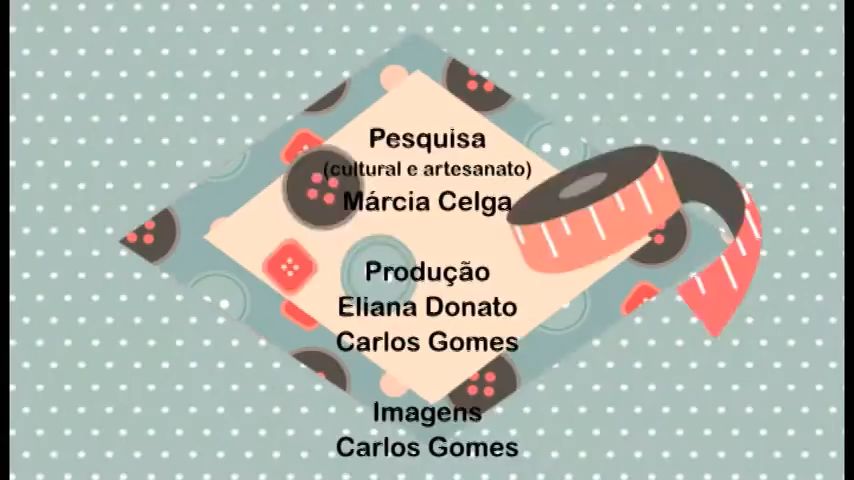 Pesquisa
(cultural e artesanato)
Márcia Celga
Produção
Eliana Donato
Carlos Gomes
Imagens
Carlos Gomes